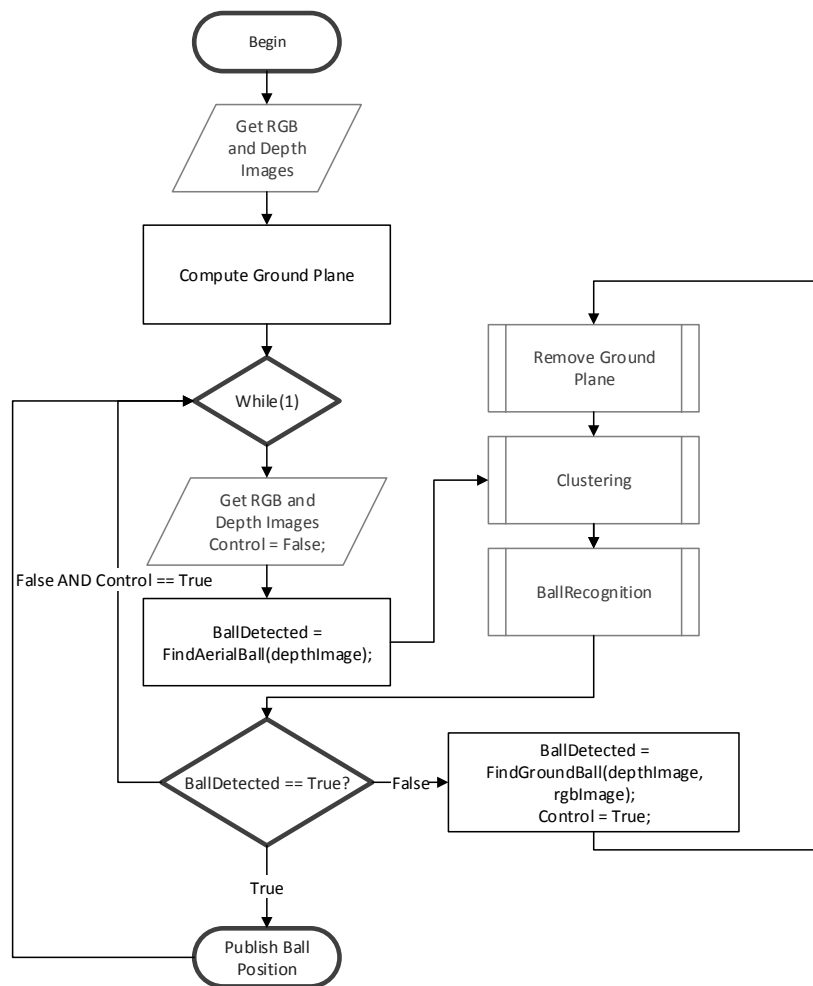 Begin
Get RGB
and Depth
Images
Compute Ground Plane
While(1)
Get RGB and
Depth Images
Control = False;
BallDetected =
FindAerialBall(depthImage);
Remove Ground
Plane
Clustering
BallRecognition
False AND Control == True
BallDetected == True?
False
BallDetected =
FindGroundBall(depthImage,
rgbImage);
Control = True;
True
Publish Ball
Position